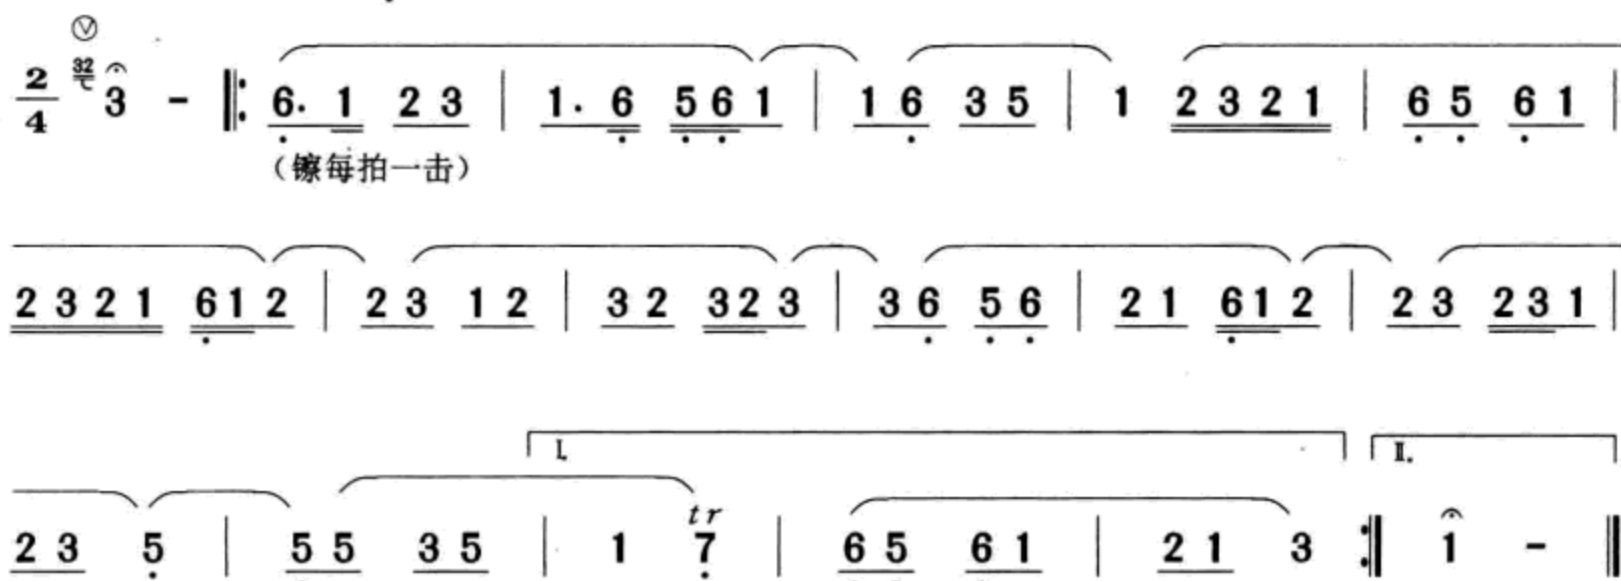 2/4 32 3 - 6. 1 2 3 | 1. 6 5 6 1 | 1 6 3 5 | 1 2 3 2 1 | 6 5 6 1 |
（镲每拍一击）
2 3 2 1 6 1 2 | 2 3 1 2 | 3 2 3 2 3 | 3 6 5 6 | 2 1 6 1 2 | 2 3 2 3 1 |
I. II.
tr
2 3 5 | 5 5 3 5 | 1 7 | 6 5 6 1 | 2 1 3 :‖ 1 - ‖